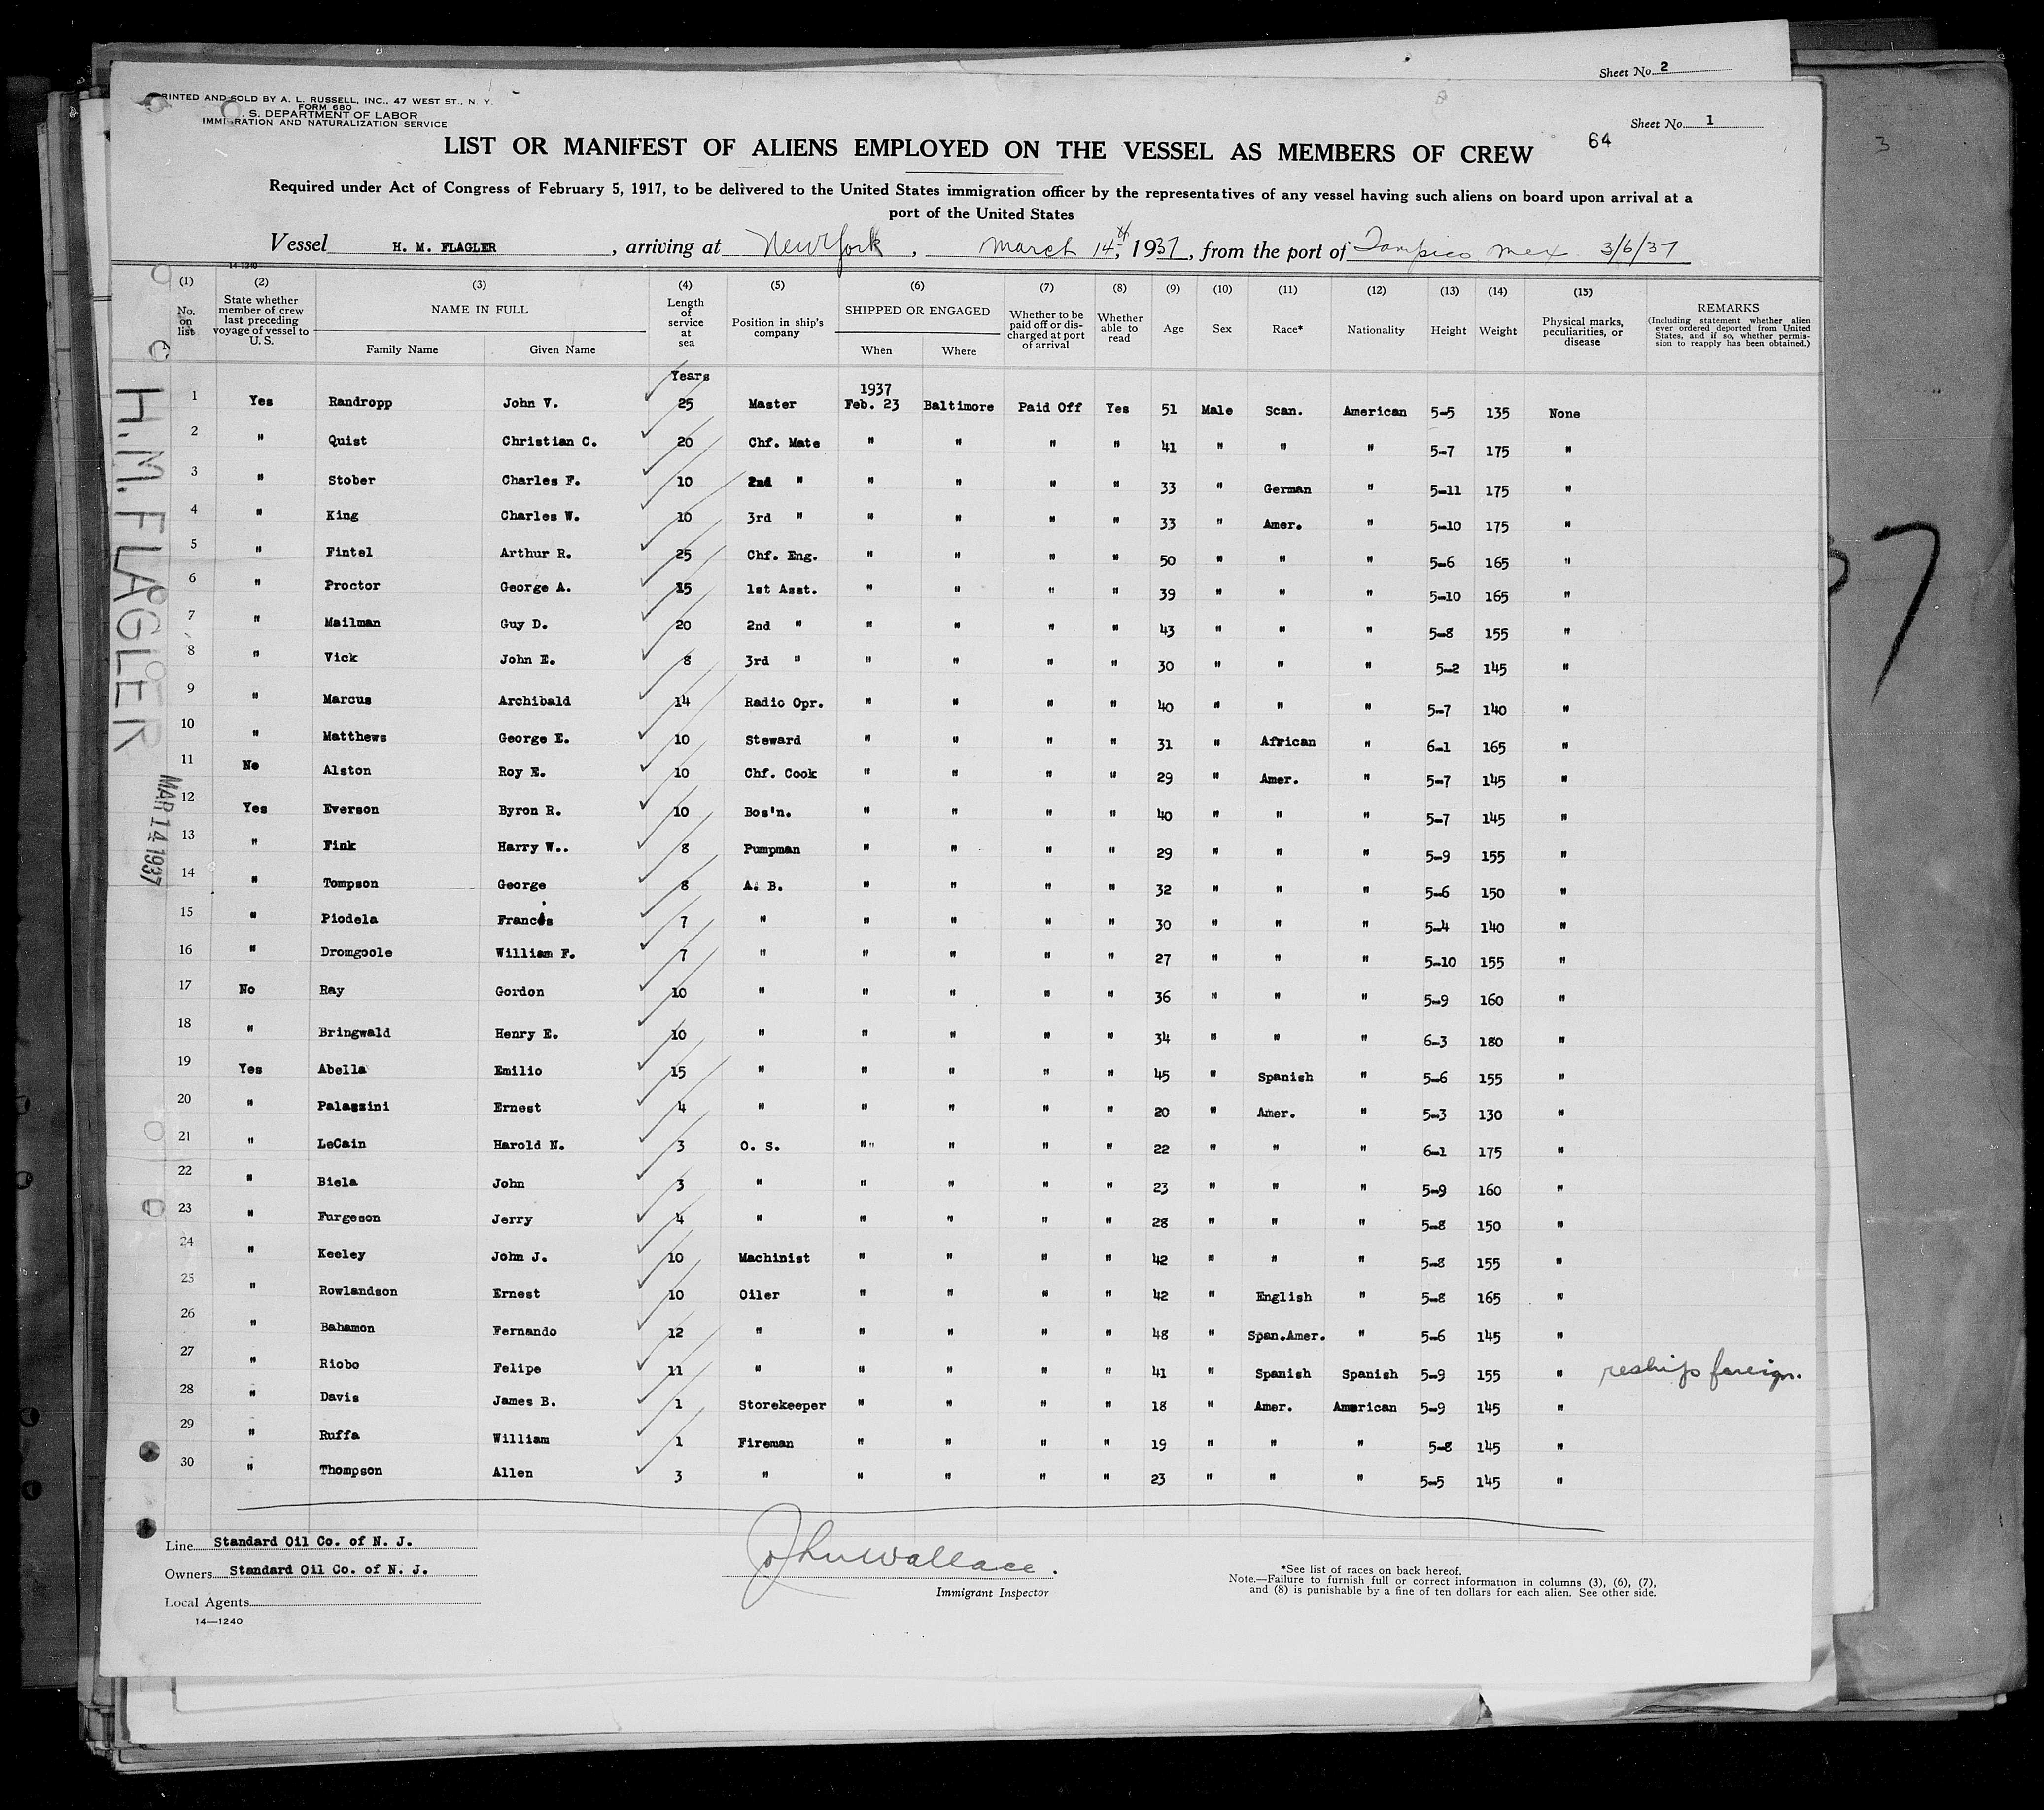 Sheet No. 2
PRINTED AND SOLD BY A. L. RUSSELL, INC., 47 WEST ST., N. Y.
FORM 680
. S. DEPARTMENT OF LABOR
IMMI RATION AND NATURALIZATION SERVICE
Sheet No. 1
64
3
LIST OR MANIFEST OF ALIENS EMPLOYED ON THE VESSEL AS MEMBERS OF CREW
Required under Act of Congress of February 5, 1917, to be delivered to the United States immigration officer by the representatives of any vessel having such aliens on board upon arrival at a
port of the United States
Vessel H. M. FLAGLER, arriving at New York, March 14th, 1937, from the port of Tampico Mex 3/6/37
14-1240
(1) No. on list (2) State whether member of crew last preceding voyage of vessel to U. S. (3) NAME IN FULL Family Name Given Name (4) Length of service at sea (5) Position in ship's company (6) SHIPPED OR ENGAGED When Where (7) Whether to be paid off or discharged at port of arrival (8) Whether able to read (9) Age (10) Sex (11) Race* (12) Nationality (13) Height (14) Weight (15) Physical marks, peculiarities, or disease REMARKS (Including statement whether alien ever ordered deported from United States, and if so, whether permission to reapply has been obtained.)
Years 1937
1 Yes Randropp John V. 25 Master Feb. 23 Baltimore Paid Off Yes 51 Male Scan. American 5-5 135 None
2 " Quist Christian C. 20 Chf. Mate " " " " 41 " " " 5-7 175 "
3 " Stober Charles F. 10 2nd " " " " " 33 " German " 5-11 175 "
4 " King Charles W. 10 3rd " " " " " 33 " Amer. " 5-10 175 "
5 " Fintel Arthur R. 25 Chf. Eng. " " " " 50 " " " 5-6 165 "
6 " Proctor George A. 15 1st Asst. " " " " 39 " " " 5-10 165 "
7 " Mailman Guy D. 20 2nd " " " " " 43 " " " 5-8 155 "
8 " Vick John E. 8 3rd " " " " " 30 " " " 5-2 145 "
9 " Marcus Archibald 14 Radio Opr. " " " " 40 " " " 5-7 140 "
10 " Matthews George E. 10 Steward " " " " 31 " African " 6-1 165 "
11 No Alston Roy E. 10 Chf. Cook " " " " 29 " Amer. " 5-7 145 "
12 Yes Everson Byron R. 10 Bos'n. " " " " 40 " " " 5-7 145 "
13 " Fink Harry W.. 8 Pumpman " " " " 29 " " " 5-9 155 "
14 " Tompson George 8 A. B. " " " " 32 " " " 5-6 150 "
15 " Piodela Francis 7 " " " " " 30 " " " 5-4 140 "
16 " Dromgoole William F. 7 " " " " " 27 " " " 5-10 155 "
17 No Ray Gordon 10 " " " " " 36 " " " 5-9 160 "
18 " Bringwald Henry E. 10 " " " " " 34 " " " 6-3 180 "
19 Yes Abella Emilio 15 " " " " " 45 " Spanish " 5-6 155 "
20 " Palassini Ernest 4 " " " " " 20 " Amer. " 5-3 130 "
21 " LeCain Harold N. 3 O. S. "" " " " 22 " " " 6-1 175 "
22 " Biela John 3 " " " " " 23 " " " 5-9 160 "
23 " Furgeson Jerry 4 " " " " " 28 " " " 5-8 150 "
24 " Keeley John J. 10 Machinist " " " " 42 " " " 5-8 155 "
25 " Rowlandson Ernest 10 Oiler " " " " 42 " English " 5-8 165 "
26 " Bahamon Fernando 12 " " " " " 48 " Span.Amer. " 5-6 145 "
27 " Riobo Felipe 11 " " " " " 41 " Spanish Spanish 5-9 155 " reships foreign.
28 " Davis James B. 1 Storekeeper " " " " 18 " Amer. American 5-9 145 "
29 " Ruffa William 1 Fireman " " " " 19 " " " 5-8 145 "
30 " Thompson Allen 3 " " " " " 23 " " " 5-5 145 "
H.M. FLAGLER
MAR 14 1937
7
Line Standard Oil Co. of N. J.
Owners Standard Oil Co. of N. J.
Local Agents
14—1240
John Wallace.
Immigrant Inspector
*See list of races on back hereof.
Note.—Failure to furnish full or correct information in columns (3), (6), (7),
and (8) is punishable by a fine of ten dollars for each alien. See other side.